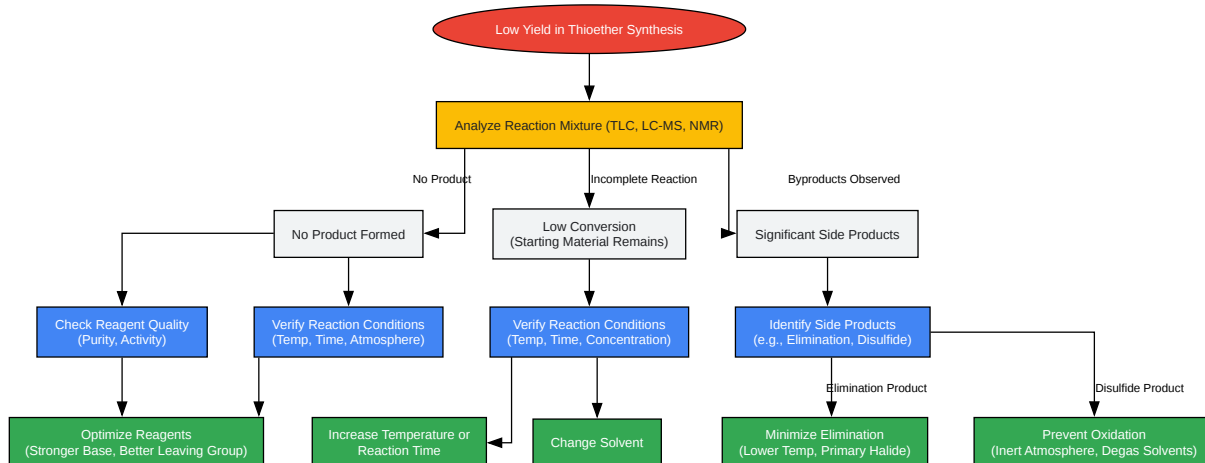 Low Yield in Thioether Synthesis
Analyze Reaction Mixture (TLC, LC-MS, NMR)
No Product
Incomplete Reaction
Byproducts Observed
No Product Formed
Low Conversion
(Starting Material Remains)
Significant Side Products
Check Reagent Quality
(Purity, Activity)
Verify Reaction Conditions
(Temp, Time, Atmosphere)
Verify Reaction Conditions
(Temp, Time, Concentration)
Identify Side Products
(e.g., Elimination, Disulfide)
Elimination Product
Disulfide Product
Optimize Reagents
(Stronger Base, Better Leaving Group)
Increase Temperature or
Reaction Time
Change Solvent
Minimize Elimination
(Lower Temp, Primary Halide)
Prevent Oxidation
(Inert Atmosphere, Degas Solvents)